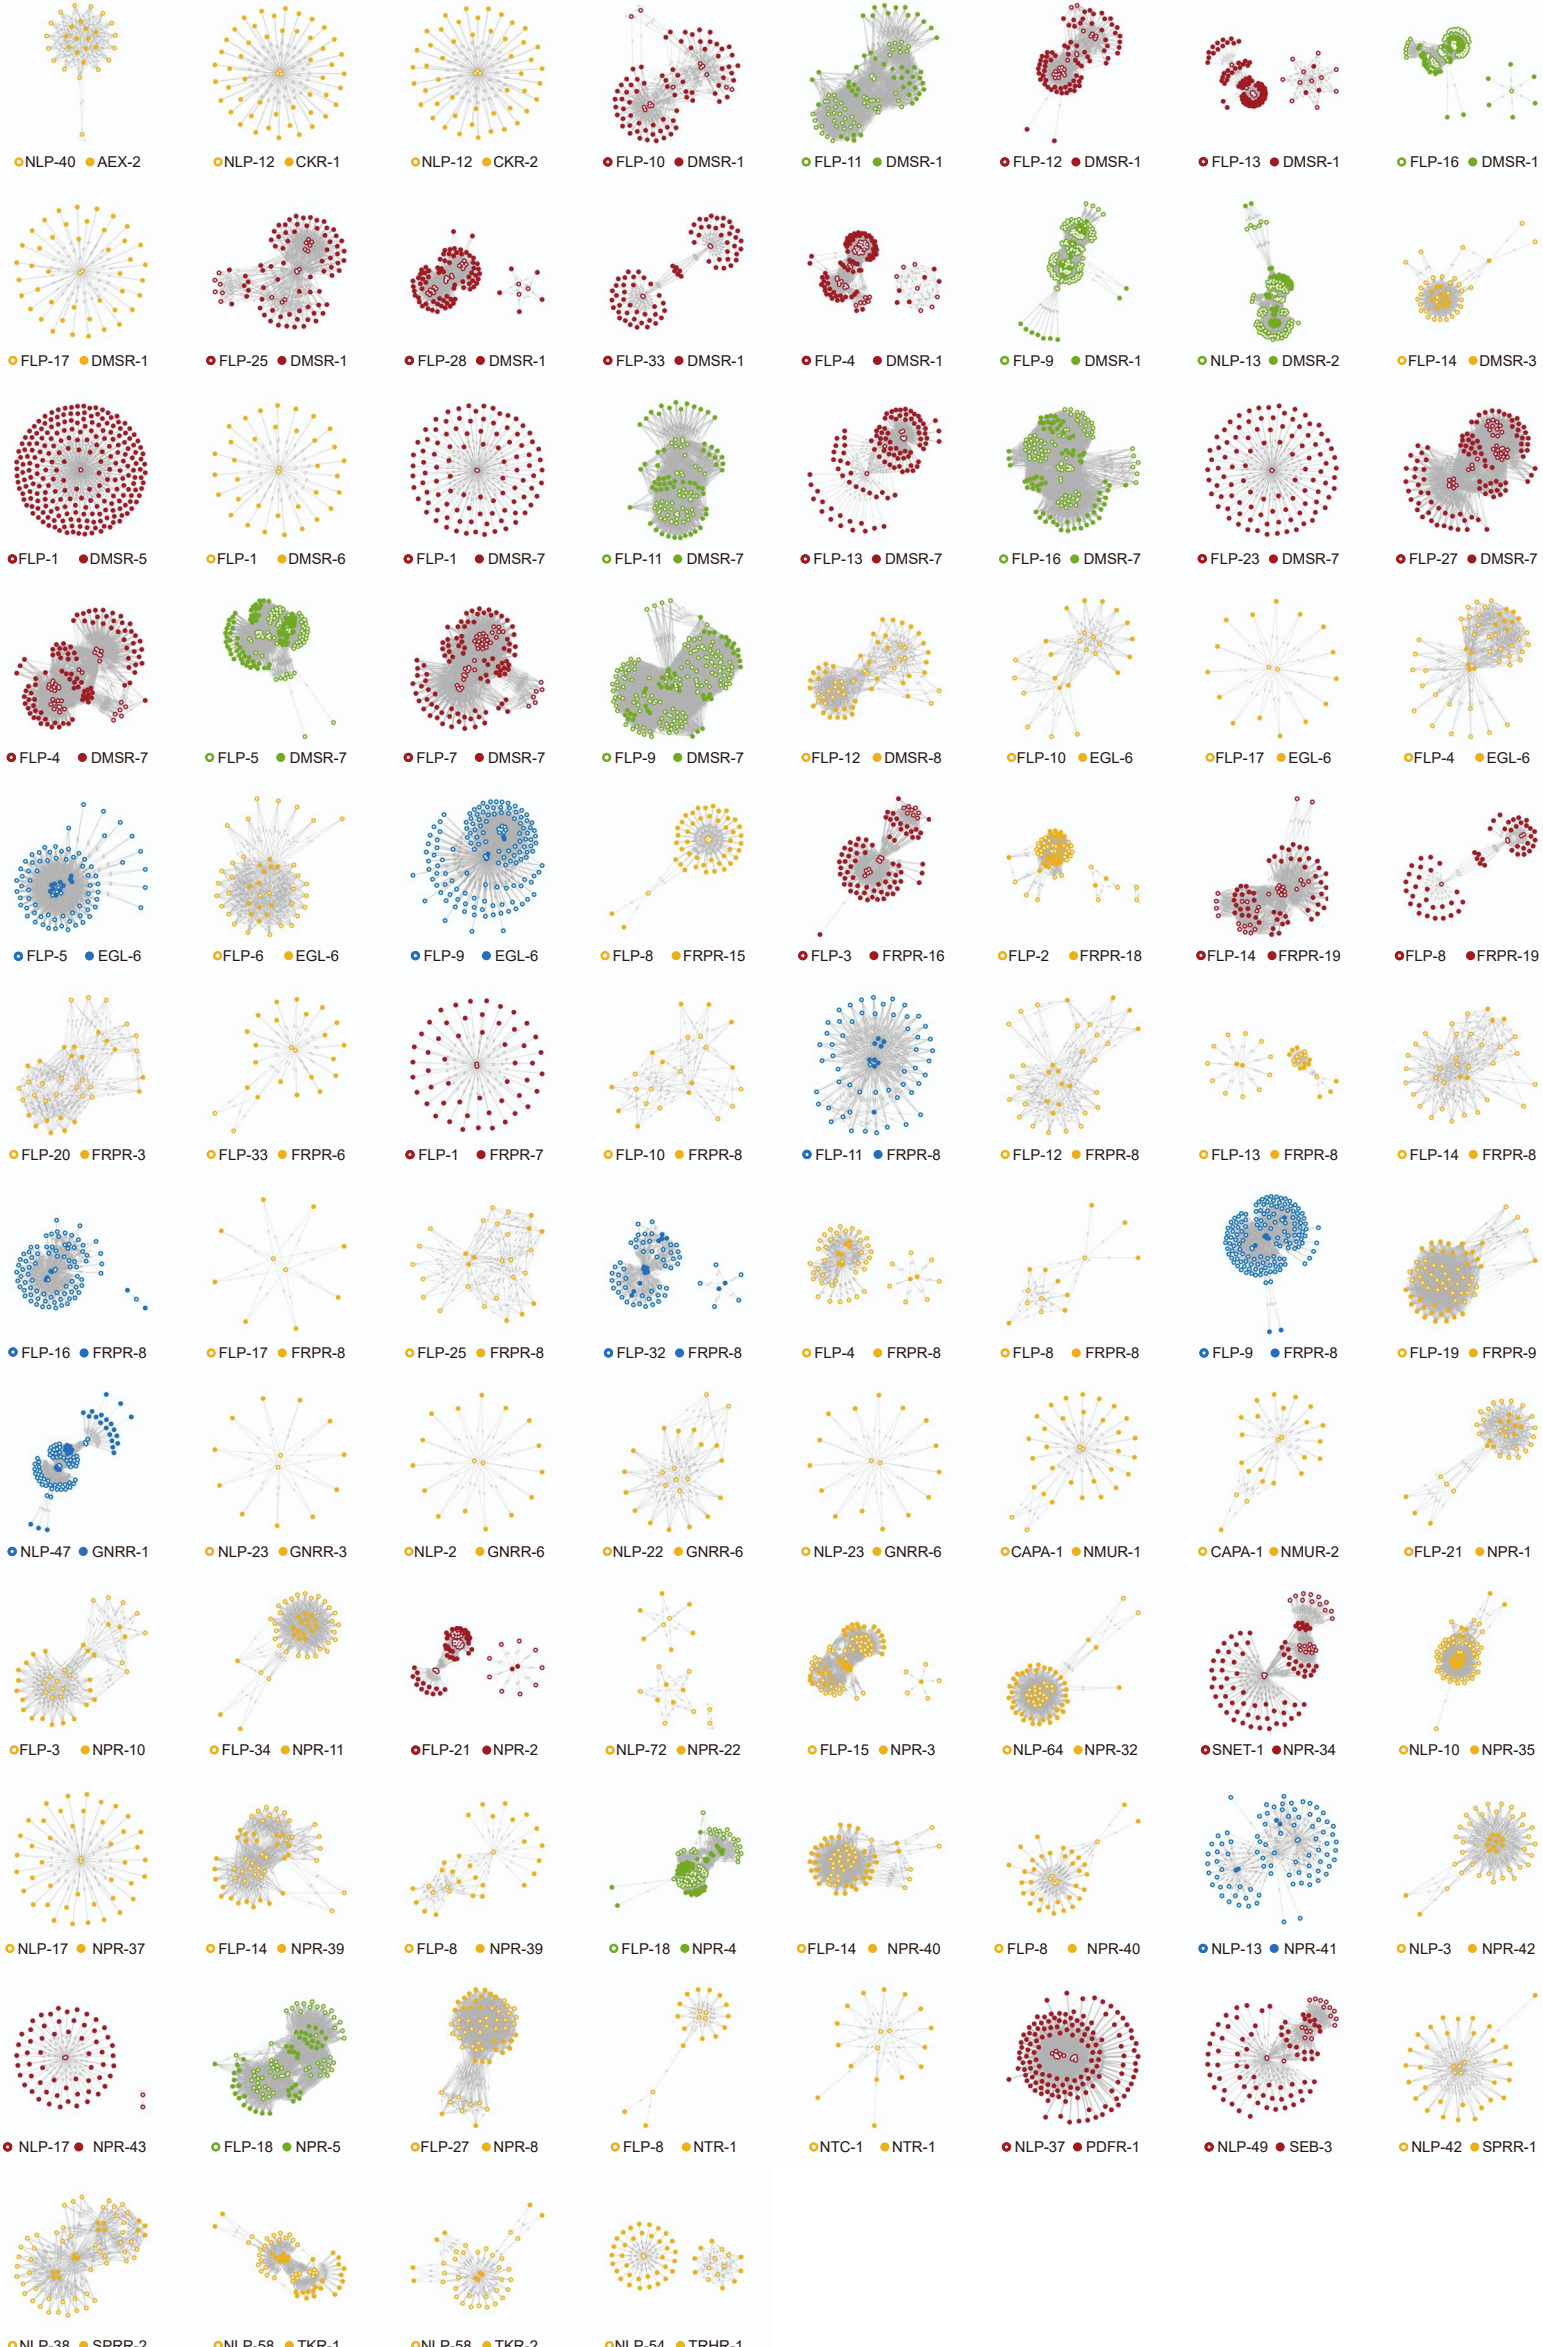 NLP-40 AEX-2 NLP-12 CKR-1 NLP-12 CKR-2 FLP-10 DMSR-1 FLP-11 DMSR-1 FLP-12 DMSR-1 FLP-13 DMSR-1 FLP-16 DMSR-1
FLP-17 DMSR-1 FLP-25 DMSR-1 FLP-28 DMSR-1 FLP-33 DMSR-1 FLP-4 DMSR-1 FLP-9 DMSR-1 NLP-13 DMSR-2 FLP-14 DMSR-3
FLP-1 DMSR-5 FLP-1 DMSR-6 FLP-1 DMSR-7 FLP-11 DMSR-7 FLP-13 DMSR-7 FLP-16 DMSR-7 FLP-23 DMSR-7 FLP-27 DMSR-7
FLP-4 DMSR-7 FLP-5 DMSR-7 FLP-7 DMSR-7 FLP-9 DMSR-7 FLP-12 DMSR-8 FLP-10 EGL-6 FLP-17 EGL-6 FLP-4 EGL-6
FLP-5 EGL-6 FLP-6 EGL-6 FLP-9 EGL-6 FLP-8 FRPR-15 FLP-3 FRPR-16 FLP-2 FRPR-18 FLP-14 FRPR-19 FLP-8 FRPR-19
FLP-20 FRPR-3 FLP-33 FRPR-6 FLP-1 FRPR-7 FLP-10 FRPR-8 FLP-11 FRPR-8 FLP-12 FRPR-8 FLP-13 FRPR-8 FLP-14 FRPR-8
FLP-16 FRPR-8 FLP-17 FRPR-8 FLP-25 FRPR-8 FLP-32 FRPR-8 FLP-4 FRPR-8 FLP-8 FRPR-8 FLP-9 FRPR-8 FLP-19 FRPR-9
NLP-47 GNRR-1 NLP-23 GNRR-3 NLP-2 GNRR-6 NLP-22 GNRR-6 NLP-23 GNRR-6 CAPA-1 NMUR-1 CAPA-1 NMUR-2 FLP-21 NPR-1
FLP-3 NPR-10 FLP-34 NPR-11 FLP-21 NPR-2 NLP-72 NPR-22 FLP-15 NPR-3 NLP-64 NPR-32 SNET-1 NPR-34 NLP-10 NPR-35
NLP-17 NPR-37 FLP-14 NPR-39 FLP-8 NPR-39 FLP-18 NPR-4 FLP-14 NPR-40 FLP-8 NPR-40 NLP-13 NPR-41 NLP-3 NPR-42
NLP-17 NPR-43 FLP-18 NPR-5 FLP-27 NPR-8 FLP-8 NTR-1 NTC-1 NTR-1 NLP-37 PDFR-1 NLP-49 SEB-3 NLP-42 SPRR-1
NLP-38 SPRR-2 NLP-58 TKR-1 NLP-58 TKR-2 NLP-54 TRHR-1